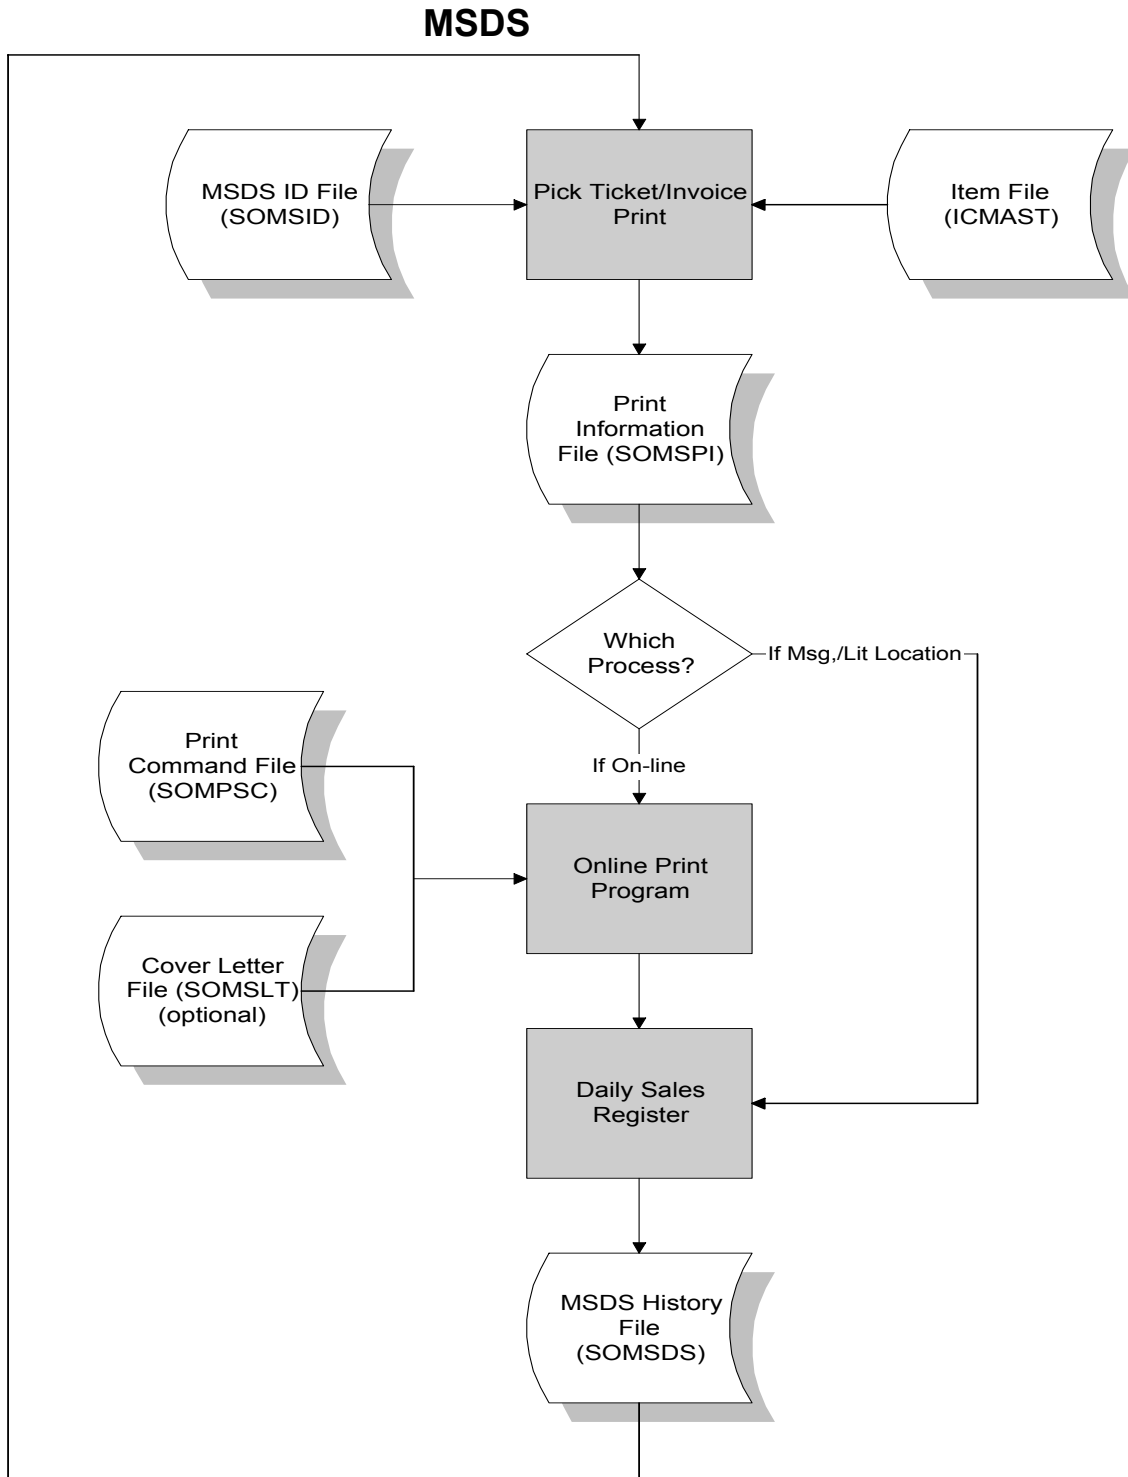 MSDS
MSDS ID File
(SOMSID)
Pick Ticket/Invoice
Print
Item File
(ICMAST)
Print
Information
File (SOMSPI)
Which
Process?
If Msg,/Lit Location
If On-line
Print
Command File
(SOMPSC)
Online Print
Program
Cover Letter
File (SOMSLT)
(optional)
Daily Sales
Register
MSDS History
File
(SOMSDS)